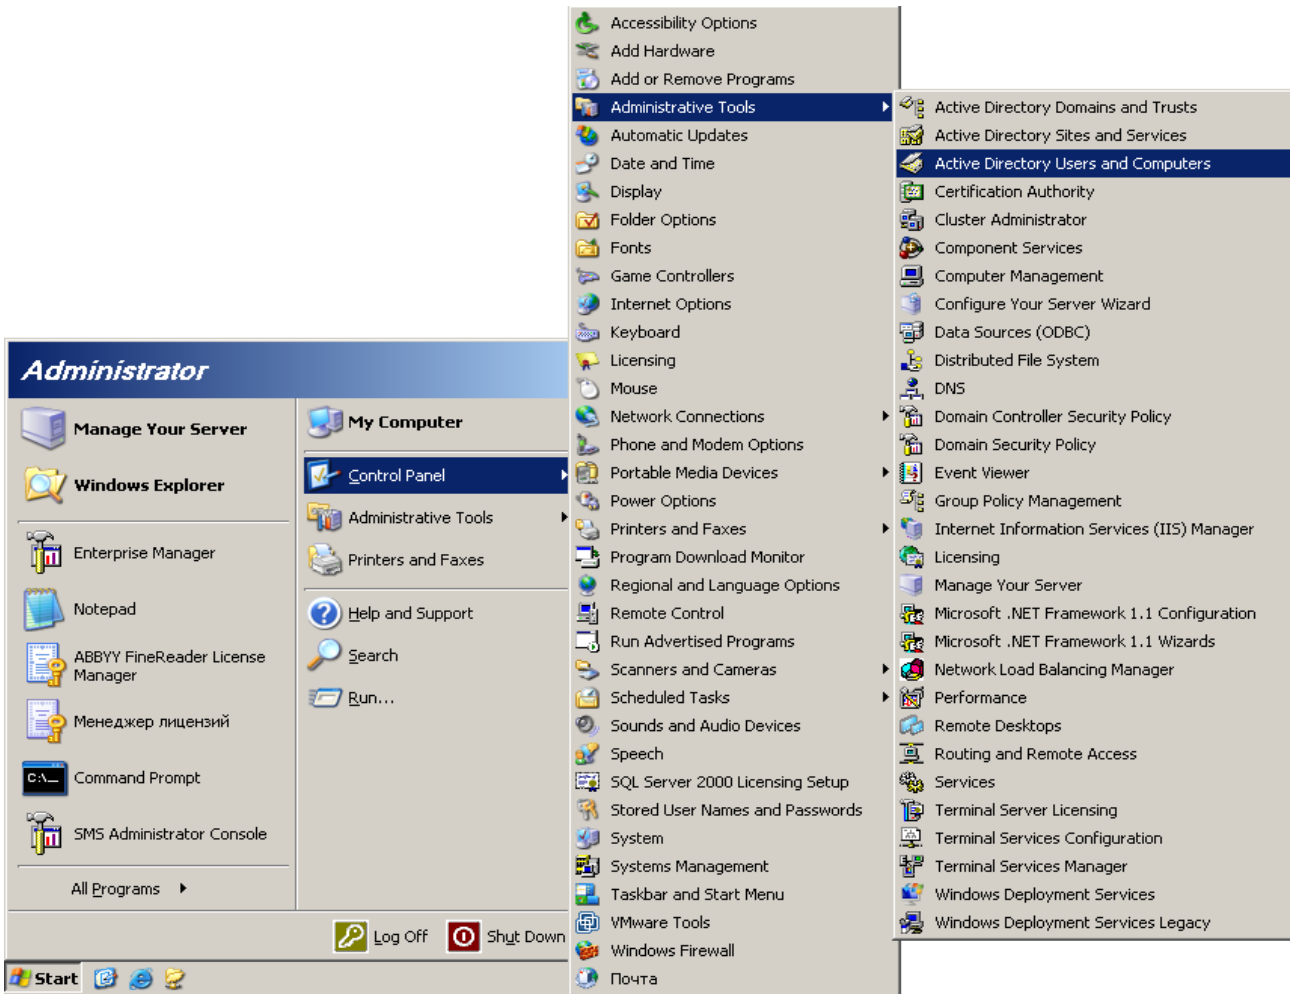 Administrator
Manage Your Server
Windows Explorer
Enterprise Manager
Notepad
ABBYY FineReader License
Manager
Менеджер лицензий
Command Prompt
SMS Administrator Console
All Programs
My Computer
Control Panel
Administrative Tools
Printers and Faxes
Help and Support
Search
Run...
Log Off
Shut Down
Start
Accessibility Options
Add Hardware
Add or Remove Programs
Administrative Tools
Automatic Updates
Date and Time
Display
Folder Options
Fonts
Game Controllers
Internet Options
Keyboard
Licensing
Mouse
Network Connections
Phone and Modem Options
Portable Media Devices
Power Options
Printers and Faxes
Program Download Monitor
Regional and Language Options
Remote Control
Run Advertised Programs
Scanners and Cameras
Scheduled Tasks
Sounds and Audio Devices
Speech
SQL Server 2000 Licensing Setup
Stored User Names and Passwords
System
Systems Management
Taskbar and Start Menu
VMware Tools
Windows Firewall
Почта
Active Directory Domains and Trusts
Active Directory Sites and Services
Active Directory Users and Computers
Certification Authority
Cluster Administrator
Component Services
Computer Management
Configure Your Server Wizard
Data Sources (ODBC)
Distributed File System
DNS
Domain Controller Security Policy
Domain Security Policy
Event Viewer
Group Policy Management
Internet Information Services (IIS) Manager
Licensing
Manage Your Server
Microsoft .NET Framework 1.1 Configuration
Microsoft .NET Framework 1.1 Wizards
Network Load Balancing Manager
Performance
Remote Desktops
Routing and Remote Access
Services
Terminal Server Licensing
Terminal Services Configuration
Terminal Services Manager
Windows Deployment Services
Windows Deployment Services Legacy